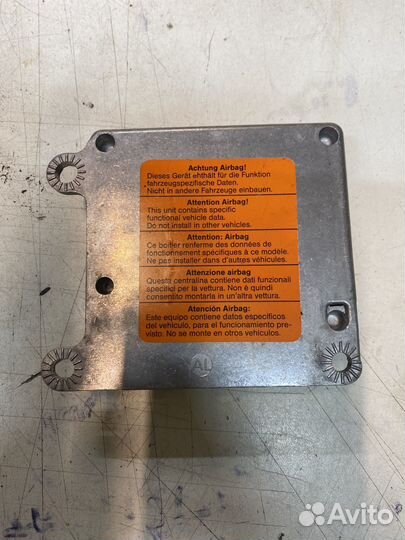 Achtung Airbag!
Dieses Gerät ehthält für die Funktion
fahrzeugspezifische Daten.
Nicht in andere Fahrzeuge einbauen.
Attention Airbag!
This unit contains specific
functional vehicle data.
Do not install in other vehicles.
Attention: Airbag
Ce boîtier renferme des données de
fonctionnement spécifiques à ce modèle.
Ne pas installer dans d'autres véhicules.
Attenzione airbag
Questa centralina contiene dati funzionali
specifici per la vettura. Non è quindi
consentito montarla in un'altra vettura.
Atención Airbag:
Este equipo contiene datos específicos
del vehículo, para el funcionamiento pre-
visto. No se monte en otros vehículos.
AL
Avito